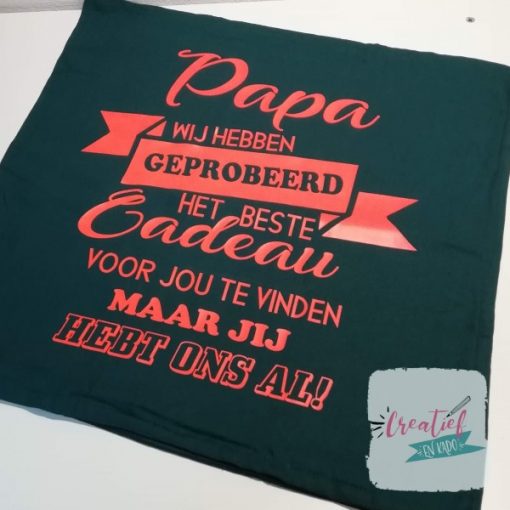 Papa
WIJ HEBBEN
GEPROBEERD
HET BESTE
Cadeau
VOOR JOU TE VINDEN
MAAR JIJ
HEBT ONS AL!
Creatief
EN KADO